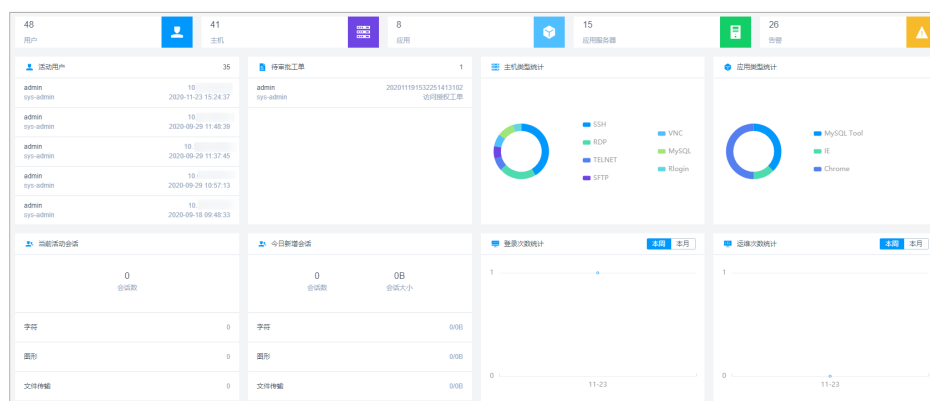 48
用户
41
主机
8
应用
15
应用服务器
26
告警
活动用户 35
admin 10.
sys-admin 2020-11-23 15:24:37
admin 10.
sys-admin 2020-09-29 11:48:39
admin 10.
sys-admin 2020-09-29 11:37:45
admin 10.
sys-admin 2020-09-29 10:57:13
admin 10.
sys-admin 2020-09-18 09:48:33
待审批工单 1
admin 202011191532251413102
sys-admin 访问授权工单
主机类型统计
SSH
RDP
TELNET
SFTP
VNC
MySQL
Rlogin
应用类型统计
MySQL Tool
IE
Chrome
当前活动会话
0
会话数
字符 0
图形 0
文件传输 0
今日新增会话
0 0B
会话数 会话大小
字符 0/0B
图形 0/0B
文件传输 0/0B
登录次数统计 本周 本月
1
0
11-23
运维次数统计 本周 本月
1
0
11-23